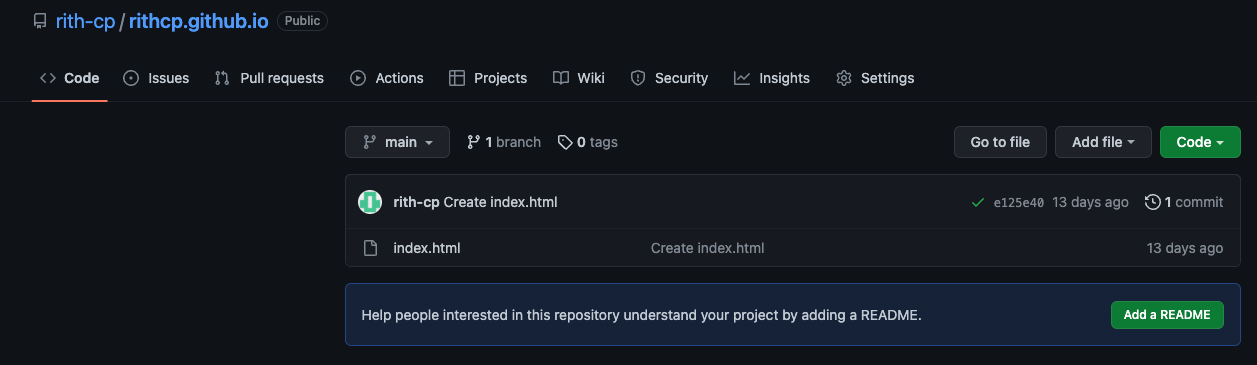 rith-cp / rithcp.github.io Public
Code Issues Pull requests Actions Projects Wiki Security Insights Settings
main 1 branch 0 tags Go to file Add file Code
rith-cp Create index.html e125e40 13 days ago 1 commit
index.html Create index.html 13 days ago
Help people interested in this repository understand your project by adding a README. Add a README